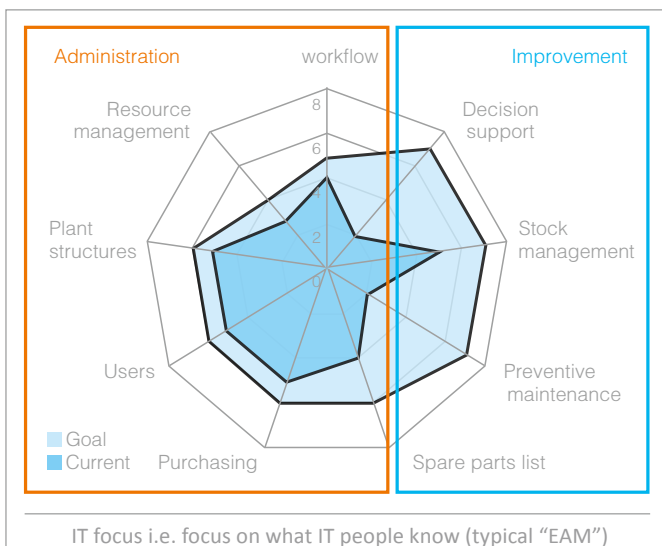 Administration
workflow
Improvement
Resource
management
Decision
support
8
6
4
2
0
Plant
structures
Stock
management
Users
Preventive
maintenance
Goal
Current
Purchasing
Spare parts list
IT focus i.e. focus on what IT people know (typical “EAM”)